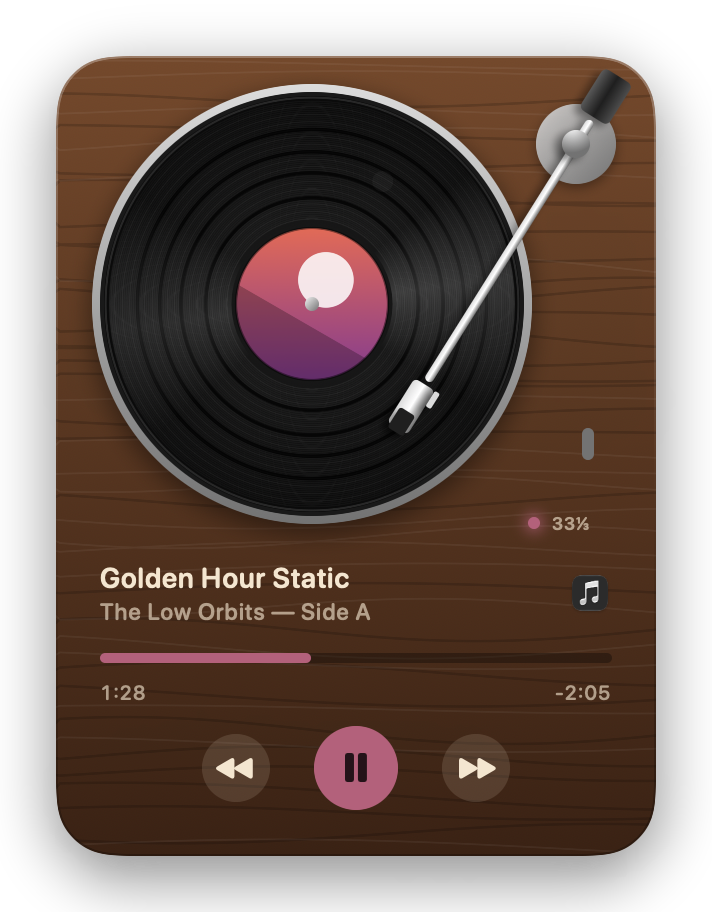 33⅓
Golden Hour Static
The Low Orbits — Side A
1:28
-2:05